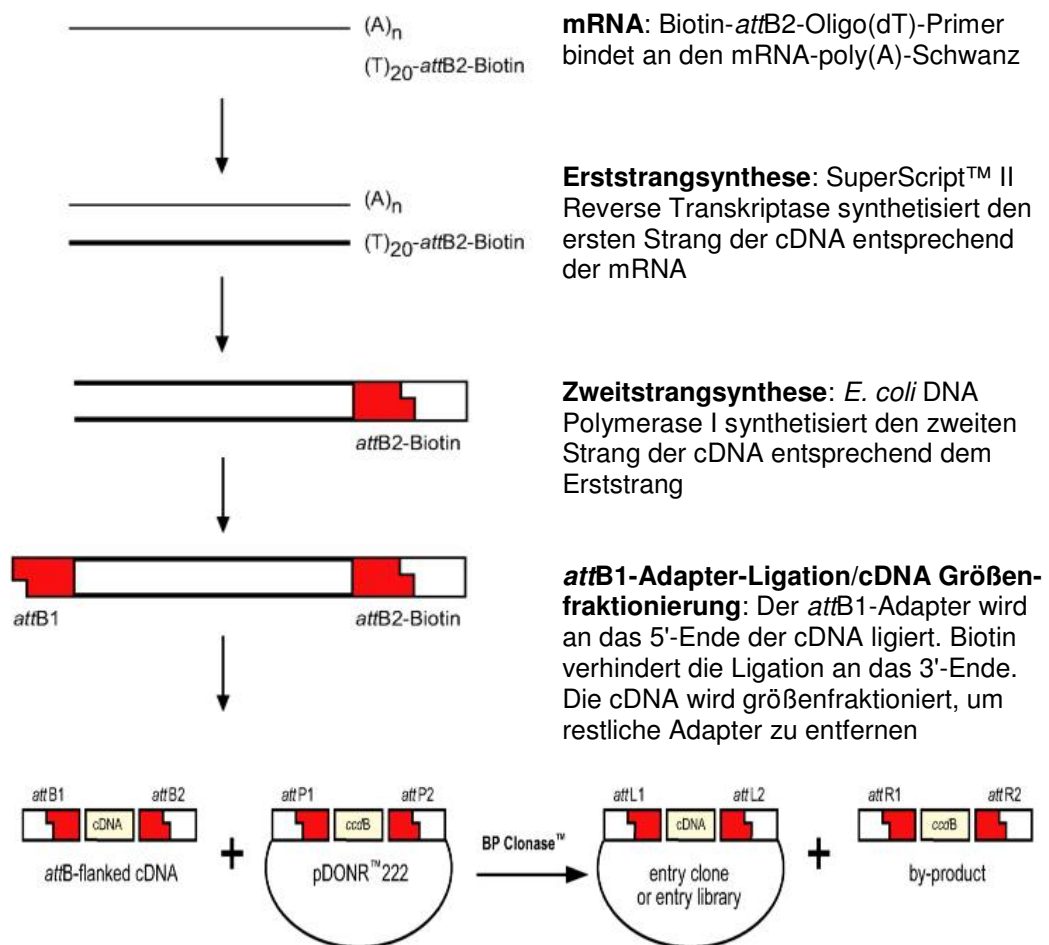 (A)n
(T)20-attB2-Biotin
mRNA: Biotin-attB2-Oligo(dT)-Primer
bindet an den mRNA-poly(A)-Schwanz
(A)n
(T)20-attB2-Biotin
Erststrangsynthese: SuperScript™ II
Reverse Transkriptase synthetisiert den
ersten Strang der cDNA entsprechend
der mRNA
attB2-Biotin
Zweitstrangsynthese: E. coli DNA
Polymerase I synthetisiert den zweiten
Strang der cDNA entsprechend dem
Erststrang
attB1
attB2-Biotin
attB1-Adapter-Ligation/cDNA Größen-
fraktionierung: Der attB1-Adapter wird
an das 5'-Ende der cDNA ligiert. Biotin
verhindert die Ligation an das 3'-Ende.
Die cDNA wird größenfraktioniert, um
restliche Adapter zu entfernen
attB1 attB2
cDNA
attB-flanked cDNA
+
attP1 attP2
ccdB
pDONR™222
BP Clonase™
attL1 attL2
cDNA
entry clone
or entry library
+
attR1 attR2
ccdB
by-product